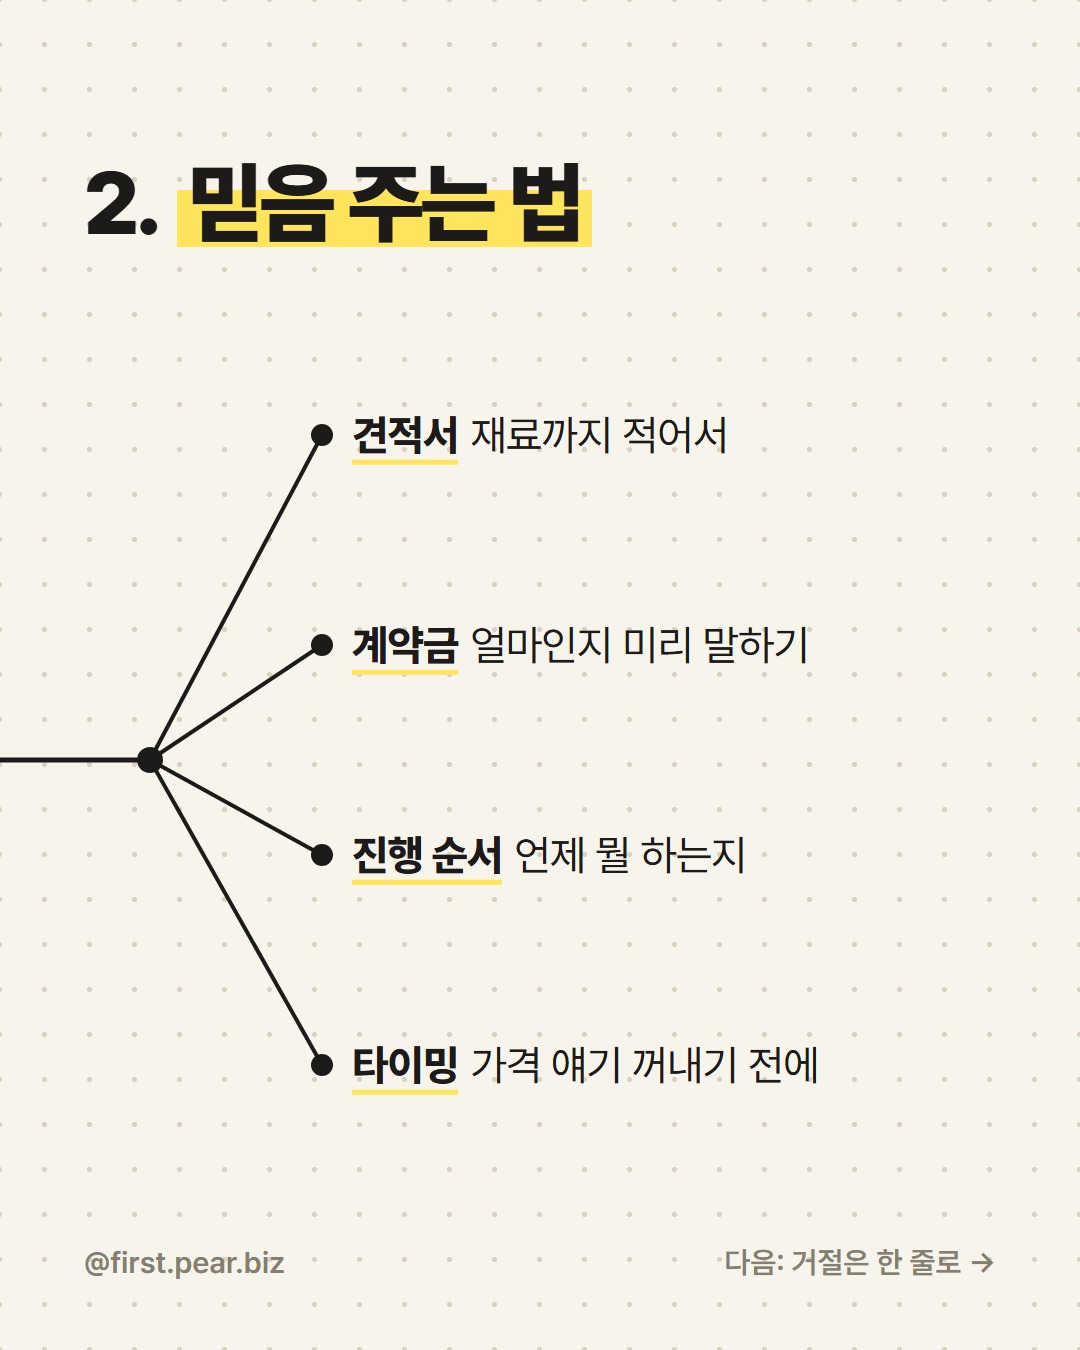 2. 믿음 주는 법
견적서 재료까지 적어서
계약금 얼마인지 미리 말하기
진행 순서 언제 뭘 하는지
타이밍 가격 얘기 꺼내기 전에
@first.pear.biz
다음: 거절은 한 줄로 →